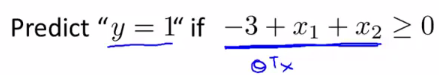 Predict “y = 1“ if −3 + x₁ + x₂ ≥ 0
θᵀx